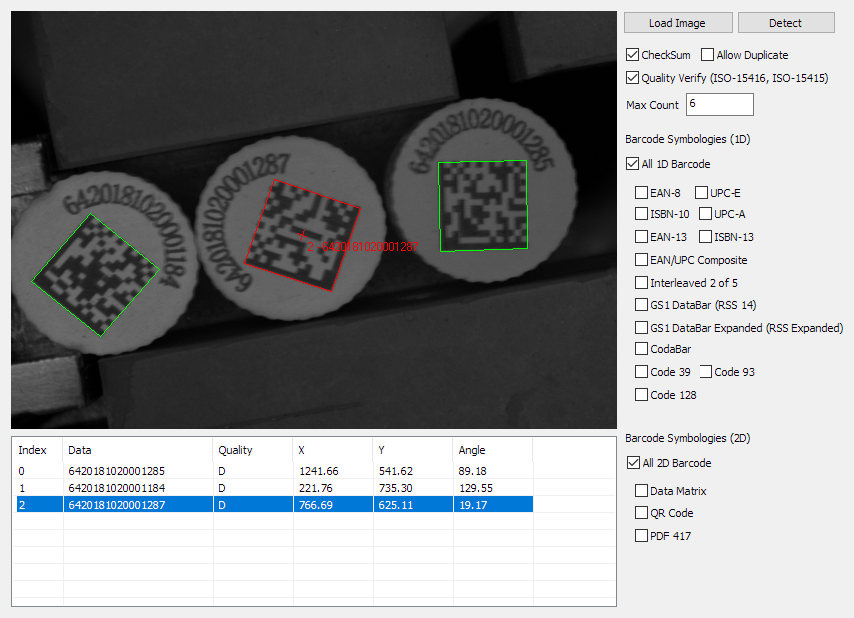 Load Image Detect
CheckSum Allow Duplicate
Quality Verify (ISO-15416, ISO-15415)
Max Count 6
Barcode Symbologies (1D)
All 1D Barcode
EAN-8 UPC-E
ISBN-10 UPC-A
EAN-13 ISBN-13
EAN/UPC Composite
Interleaved 2 of 5
GS1 DataBar (RSS 14)
GS1 DataBar Expanded (RSS Expanded)
CodaBar
Code 39 Code 93
Code 128
Barcode Symbologies (2D)
All 2D Barcode
Data Matrix
QR Code
PDF 417
6420181020001184
6420181020001287
6420181020001285
2 : 6420181020001287
Index Data Quality X Y Angle
0 6420181020001285 D 1241.66 541.62 89.18
1 6420181020001184 D 221.76 735.30 129.55
2 6420181020001287 D 766.69 625.11 19.17